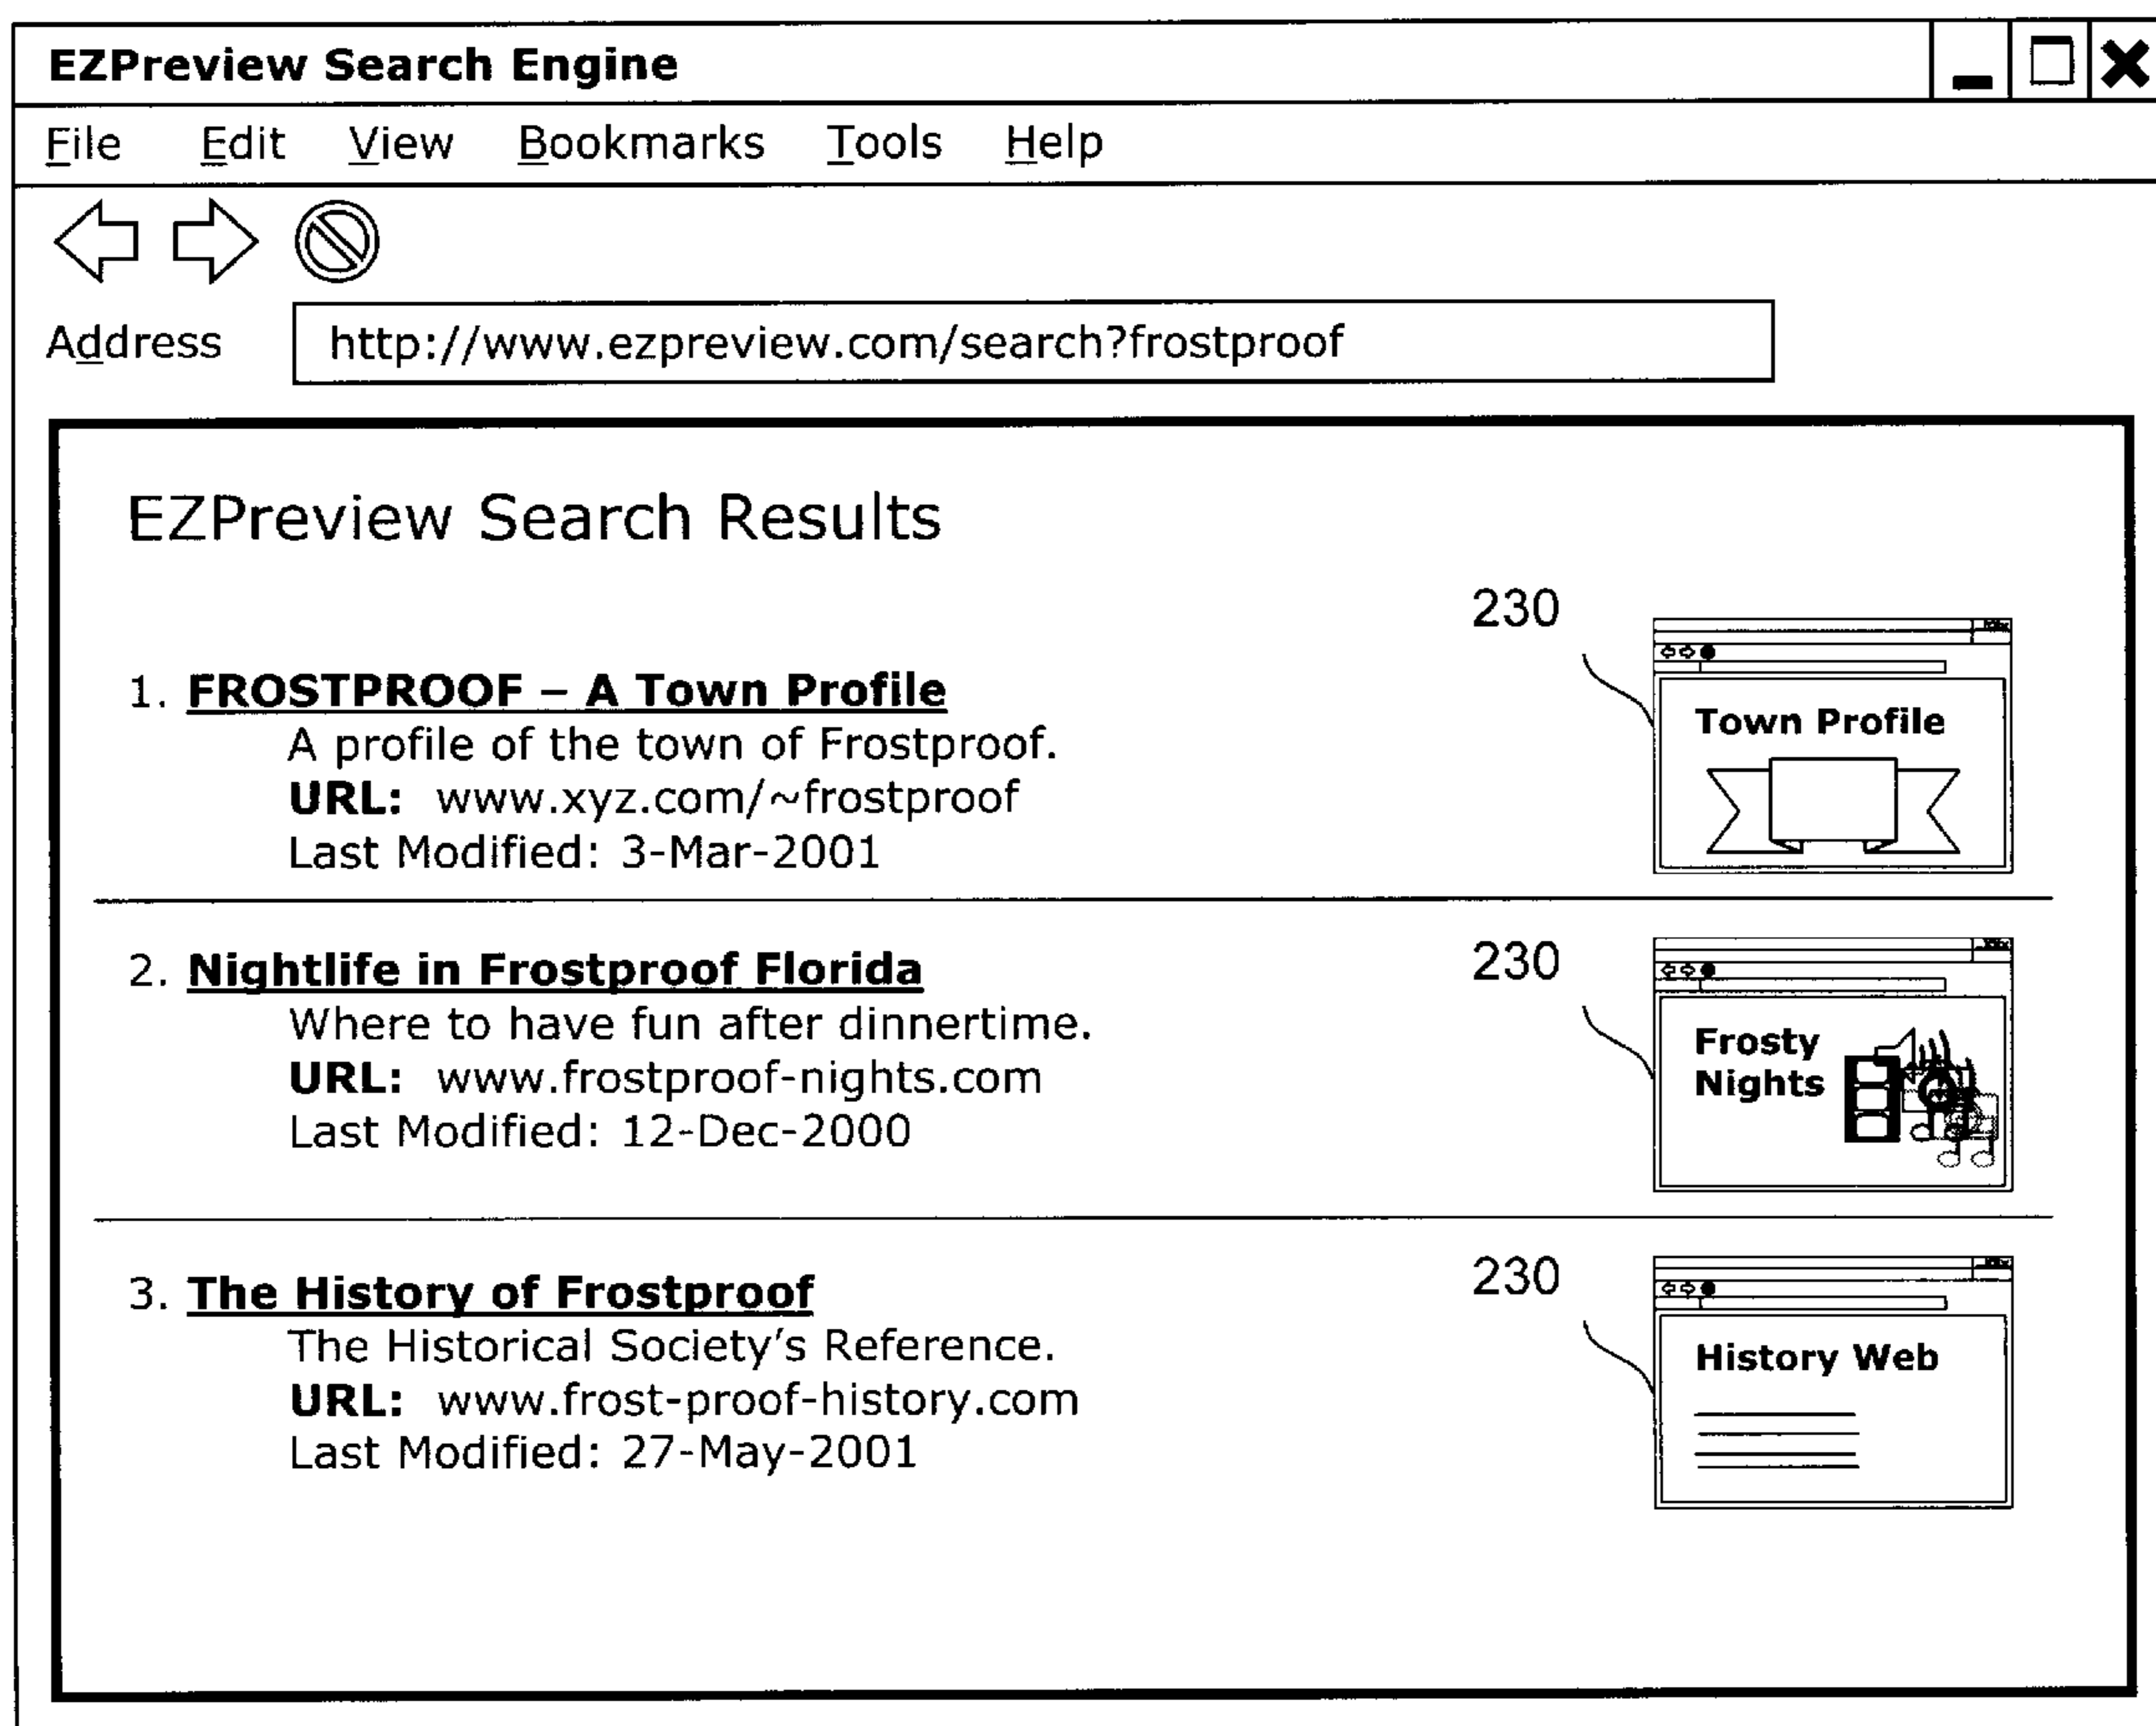 EZPreview Search Engine
File Edit View Bookmarks Tools Help
Address http://www.ezpreview.com/search?frostproof
EZPreview Search Results
230
1. FROSTPROOF – A Town Profile
A profile of the town of Frostproof.
URL: www.xyz.com/~frostproof
Last Modified: 3-Mar-2001
Town Profile
2. Nightlife in Frostproof Florida
Where to have fun after dinnertime.
URL: www.frostproof-nights.com
Last Modified: 12-Dec-2000
230
Frosty
Nights
3. The History of Frostproof
The Historical Society's Reference.
URL: www.frost-proof-history.com
Last Modified: 27-May-2001
230
History Web